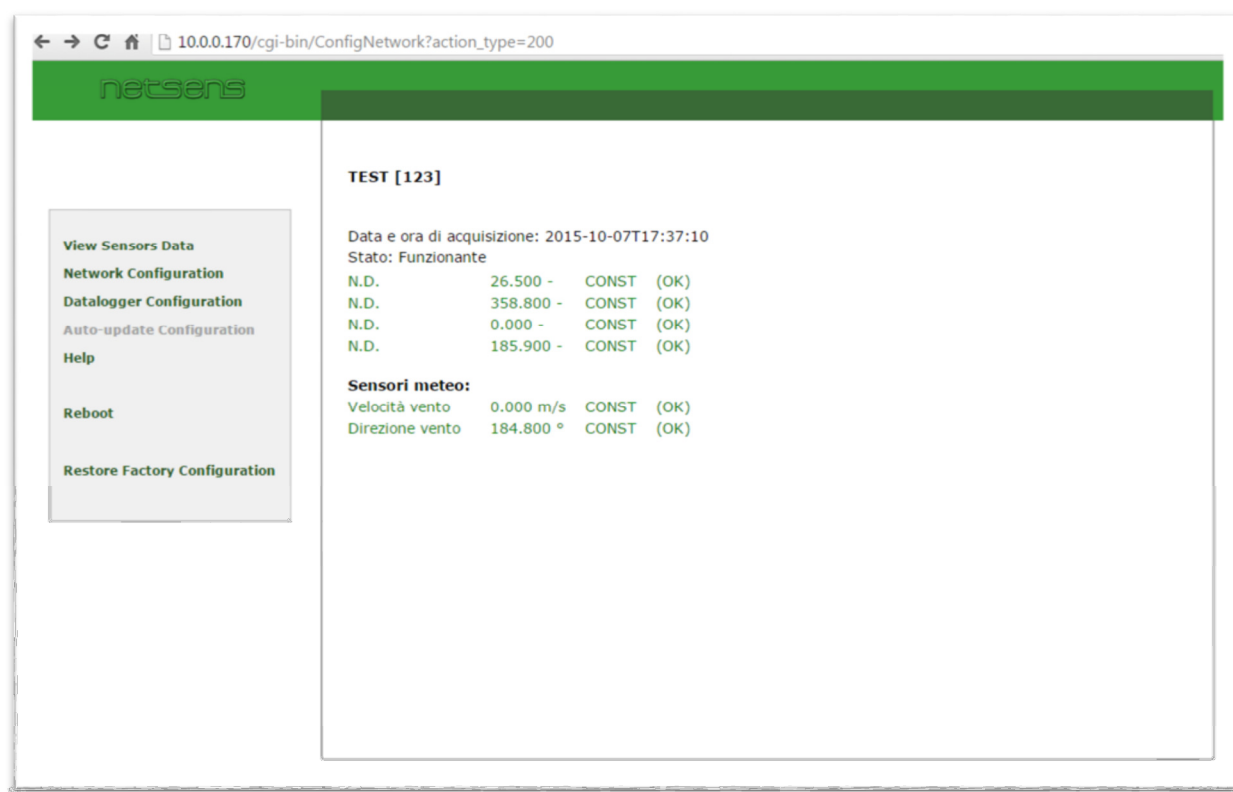 10.0.0.170/cgi-bin/ConfigNetwork?action_type=200
netsens
View Sensors Data
Network Configuration
Datalogger Configuration
Auto-update Configuration
Help
Reboot
Restore Factory Configuration
TEST [123]
Data e ora di acquisizione: 2015-10-07T17:37:10
Stato: Funzionante
N.D. 26.500 - CONST (OK)
N.D. 358.800 - CONST (OK)
N.D. 0.000 - CONST (OK)
N.D. 185.900 - CONST (OK)
Sensori meteo:
Velocità vento 0.000 m/s CONST (OK)
Direzione vento 184.800 ° CONST (OK)